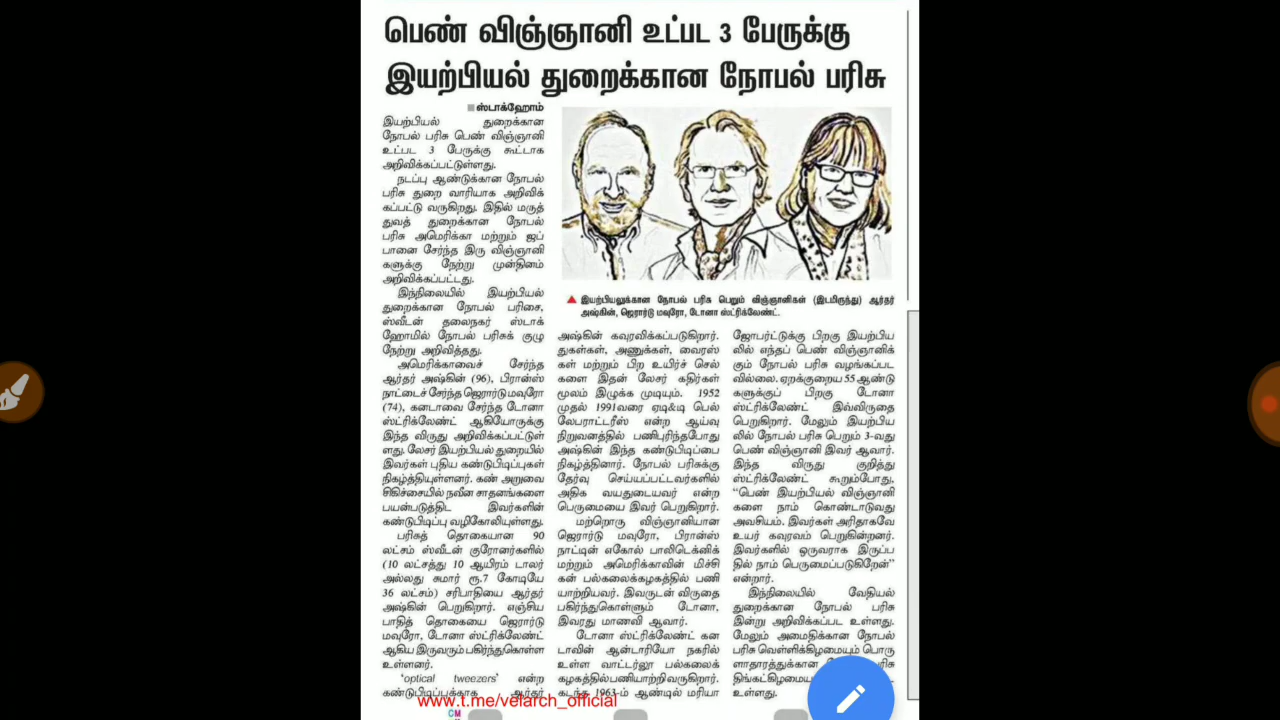 பெண் விஞ்ஞானி உட்பட 3 பேருக்கு
இயற்பியல் துறைக்கான நோபல் பரிசு
ஸ்டாக்ஹோம்
இயற்பியல் துறைக்கான
நோபல் பரிசு பெண் விஞ்ஞானி
உட்பட 3 பேருக்கு கூட்டாக
அறிவிக்கப்பட்டுள்ளது.
நடப்பு ஆண்டுக்கான நோபல்
பரிசு துறை வாரியாக அறிவிக்
கப்பட்டு வருகிறது. இதில் மருத்
துவத் துறைக்கான நோபல்
பரிசு அமெரிக்கா மற்றும் ஜப்
பானை சேர்ந்த இரு விஞ்ஞானி
களுக்கு நேற்று முன்தினம்
அறிவிக்கப்பட்டது.
இந்நிலையில் இயற்பியல்
துறைக்கான நோபல் பரிசை,
ஸ்வீடன் தலைநகர் ஸ்டாக்
ஹோமில் நோபல் பரிசுக் குழு
நேற்று அறிவித்தது.
அமெரிக்காவைச் சேர்ந்த
ஆர்தர் அஷ்கின் (96), பிரான்ஸ்
நாட்டைச் சேர்ந்த ஜெரார்டு மவுரோ
(74), கனடாவை சேர்ந்த டோனா
ஸ்ட்ரிக்லேண்ட் ஆகியோருக்கு
இந்த விருது அறிவிக்கப்பட்டுள்
ளது. லேசர் இயற்பியல் துறையில்
இவர்கள் புதிய கண்டுபிடிப்புகள்
நிகழ்த்தியுள்ளனர். கண் அறுவை
சிகிச்சையில் நவீன சாதனங்களை
பயன்படுத்திட இவர்களின்
கண்டுபிடிப்பு வழிகோலியுள்ளது.
பரிசுத் தொகையான 90
லட்சம் ஸ்வீடன் குரோனர்களில்
(10 லட்சத்து 10 ஆயிரம் டாலர்
அல்லது சுமார் ரூ.7 கோடியே
36 லட்சம்) சரிபாதியை ஆர்தர்
அஷ்கின் பெறுகிறார். எஞ்சிய
பாதித் தொகையை ஜெரார்டு
மவுரோ, டோனா ஸ்ட்ரிக்லேண்ட்
ஆகிய இருவரும் பகிர்ந்துகொள்ள
உள்ளனர்.
'optical tweezers' என்ற
கண்டுபிடிப்புக்காக ஆர்தர்
▲ இயற்பியலுக்கான நோபல் பரிசு பெறும் விஞ்ஞானிகள் (இடமிருந்து) ஆர்தர்
அஷ்கின், ஜெரார்டு மவுரோ, டோனா ஸ்ட்ரிக்லேண்ட்.
அஷ்கின் கவுரவிக்கப்படுகிறார்.
துகள்கள், அணுக்கள், வைரஸ்
கள் மற்றும் பிற உயிர்ச் செல்
களை இதன் லேசர் கதிர்கள்
மூலம் இழுக்க முடியும். 1952
முதல் 1991வரை ஏடி&டி பெல்
லேபராட்டரீஸ் என்ற ஆய்வு
நிறுவனத்தில் பணிபுரிந்தபோது
அஷ்கின் இந்த கண்டுபிடிப்பை
நிகழ்த்தினார். நோபல் பரிசுக்கு
தேர்வு செய்யப்பட்டவர்களில்
அதிக வயதுடையவர் என்ற
பெருமையை இவர் பெறுகிறார்.
மற்றொரு விஞ்ஞானியான
ஜெரார்டு மவுரோ, பிரான்ஸ்
நாட்டின் எகோல் பாலிடெக்னிக்
மற்றும் அமெரிக்காவின் மிச்சி
கன் பல்கலைக்கழகத்தில் பணி
யாற்றியவர். இவருடன் விருதை
பகிர்ந்துகொள்ளும் டோனா,
இவரது மாணவி ஆவார்.
டோனா ஸ்ட்ரிக்லேண்ட் கன
டாவின் ஆன்டாரியோ நகரில்
உள்ள வாட்டர்லூ பல்கலைக்
கழகத்தில் பணியாற்றி வருகிறார்.
கடந்த 1963-ம் ஆண்டில் மரியா
ஜோபர்ட்டுக்கு பிறகு இயற்பிய
லில் எந்தப் பெண் விஞ்ஞானிக்
கும் நோபல் பரிசு வழங்கப்பட
வில்லை. ஏறக்குறைய 55 ஆண்டு
களுக்குப் பிறகு டோனா
ஸ்ட்ரிக்லேண்ட் இவ்விருதை
பெறுகிறார். மேலும் இயற்பிய
லில் நோபல் பரிசு பெறும் 3-வது
பெண் விஞ்ஞானி இவர் ஆவார்.
இந்த விருது குறித்து
ஸ்ட்ரிக்லேண்ட் கூறும்போது,
“பெண் இயற்பியல் விஞ்ஞானி
களை நாம் கொண்டாடுவது
அவசியம். இவர்கள் அரிதாகவே
உயர் கவுரவம் பெறுகின்றனர்.
இவர்களில் ஒருவராக இருப்ப
தில் நாம் பெருமைப்படுகிறேன்”
என்றார்.
இந்நிலையில் வேதியல்
துறைக்கான நோபல் பரிசு
இன்று அறிவிக்கப்பட உள்ளது.
மேலும் அமைதிக்கான நோபல்
பரிசு வெள்ளிக்கிழமையும் பொரு
ளாதாரத்துக்கான
உள்ளது.
www.t.me/velarch_official
CM